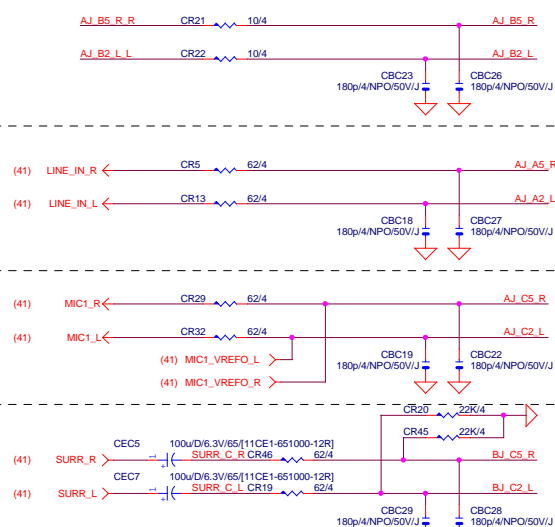 AJ_B5_R_R CR21 10/4 AJ_B5_R
AJ_B2_L_L CR22 10/4 AJ_B2_L
CBC23 CBC26
180p/4/NPO/50V/J 180p/4/NPO/50V/J
(41) LINE_IN_R CR5 62/4 AJ_A5_R
(41) LINE_IN_L CR13 62/4 AJ_A2_L
CBC18 CBC27
180p/4/NPO/50V/J 180p/4/NPO/50V/J
(41) MIC1_R CR29 62/4 AJ_C5_R
(41) MIC1_L CR32 62/4 AJ_C2_L
(41) MIC1_VREFO_L CBC19 CBC22
180p/4/NPO/50V/J 180p/4/NPO/50V/J
(41) MIC1_VREFO_R
CR20 22K/4
CR45 22K/4
CEC5 100u/D/6.3V/65/[11CE1-651000-12R]
(41) SURR_R 1 + SURR_C_R CR46 62/4 BJ_C5_R
CEC7 100u/D/6.3V/65/[11CE1-651000-12R]
(41) SURR_L 1 + SURR_C_L CR19 62/4 BJ_C2_L
CBC29 CBC28
180p/4/NPO/50V/J 180p/4/NPO/50V/J